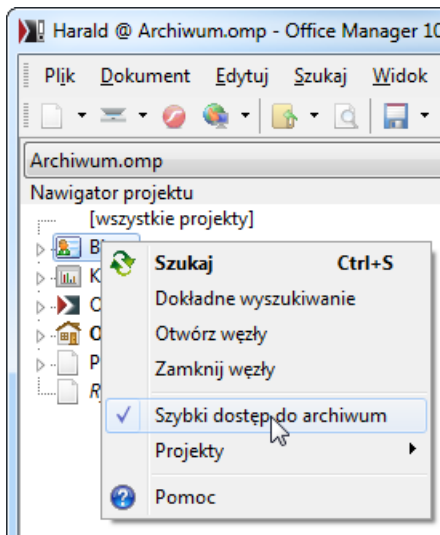 Harald @ Archiwum.omp - Office Manager 10
Plik Dokument Edytuj Szukaj Widok
Archiwum.omp
Nawigator projektu
[wszystkie projekty]
Szukaj Ctrl+S
Dokładne wyszukiwanie
Otwórz węzły
Zamknij węzły
Szybki dostęp do archiwum
Projekty
Pomoc